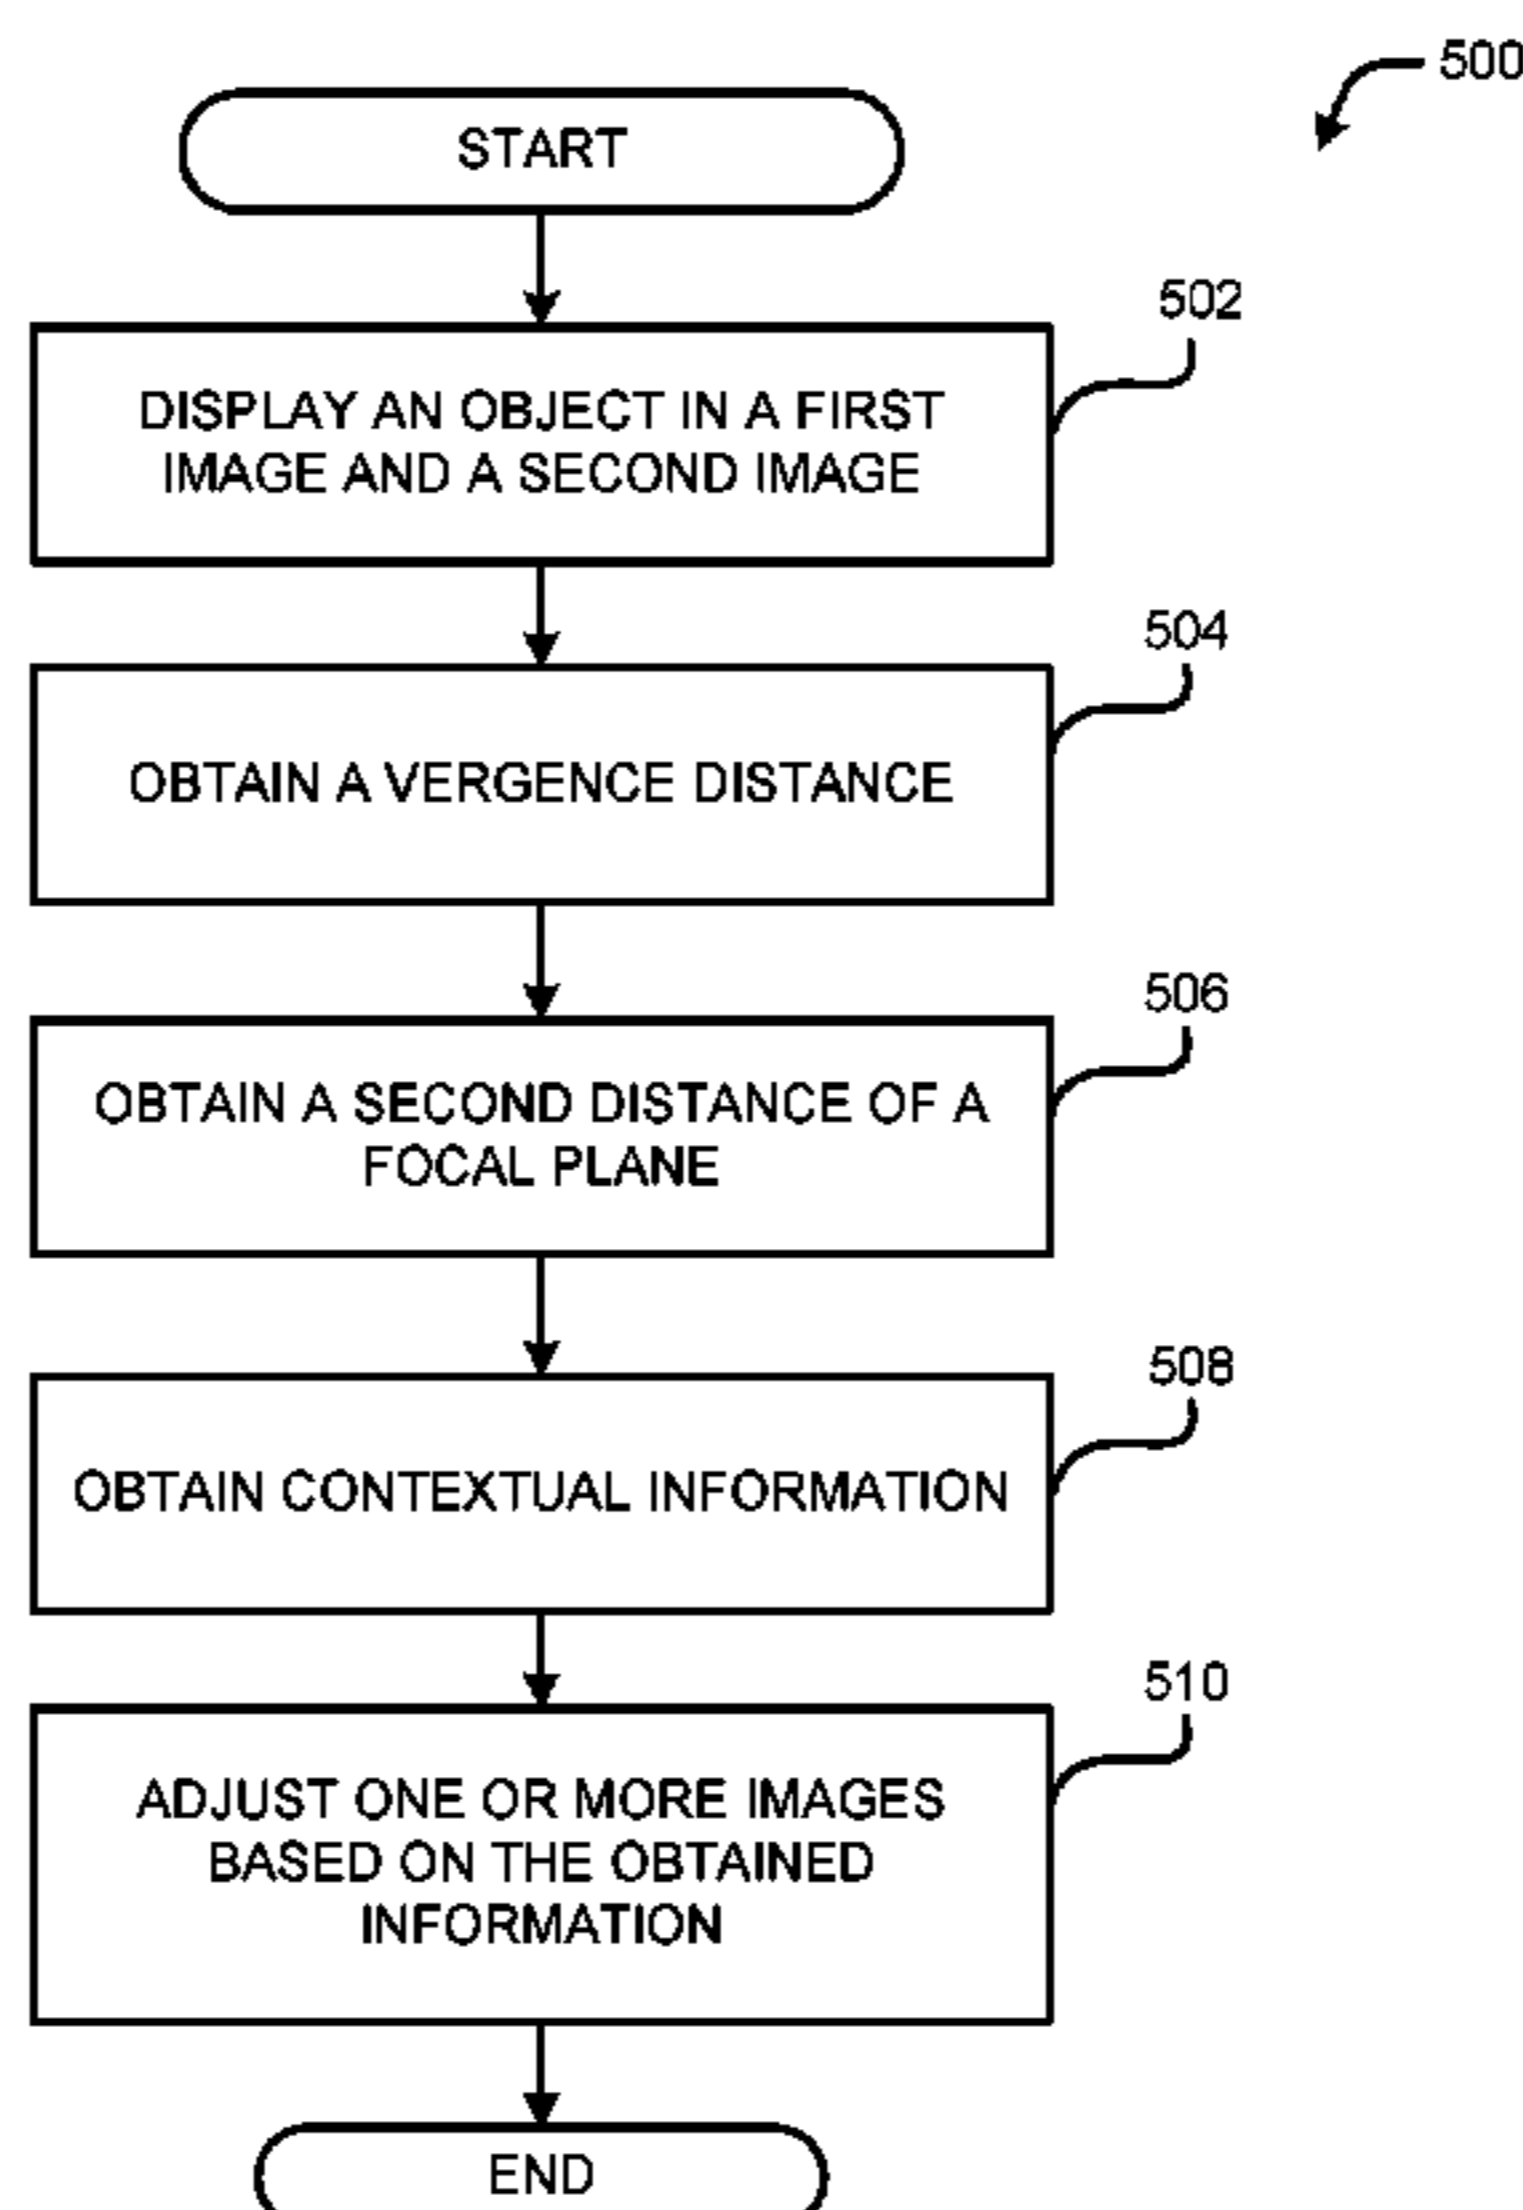 500
START
502
DISPLAY AN OBJECT IN A FIRST
IMAGE AND A SECOND IMAGE
504
OBTAIN A VERGENCE DISTANCE
506
OBTAIN A SECOND DISTANCE OF A
FOCAL PLANE
508
OBTAIN CONTEXTUAL INFORMATION
510
ADJUST ONE OR MORE IMAGES
BASED ON THE OBTAINED
INFORMATION
END